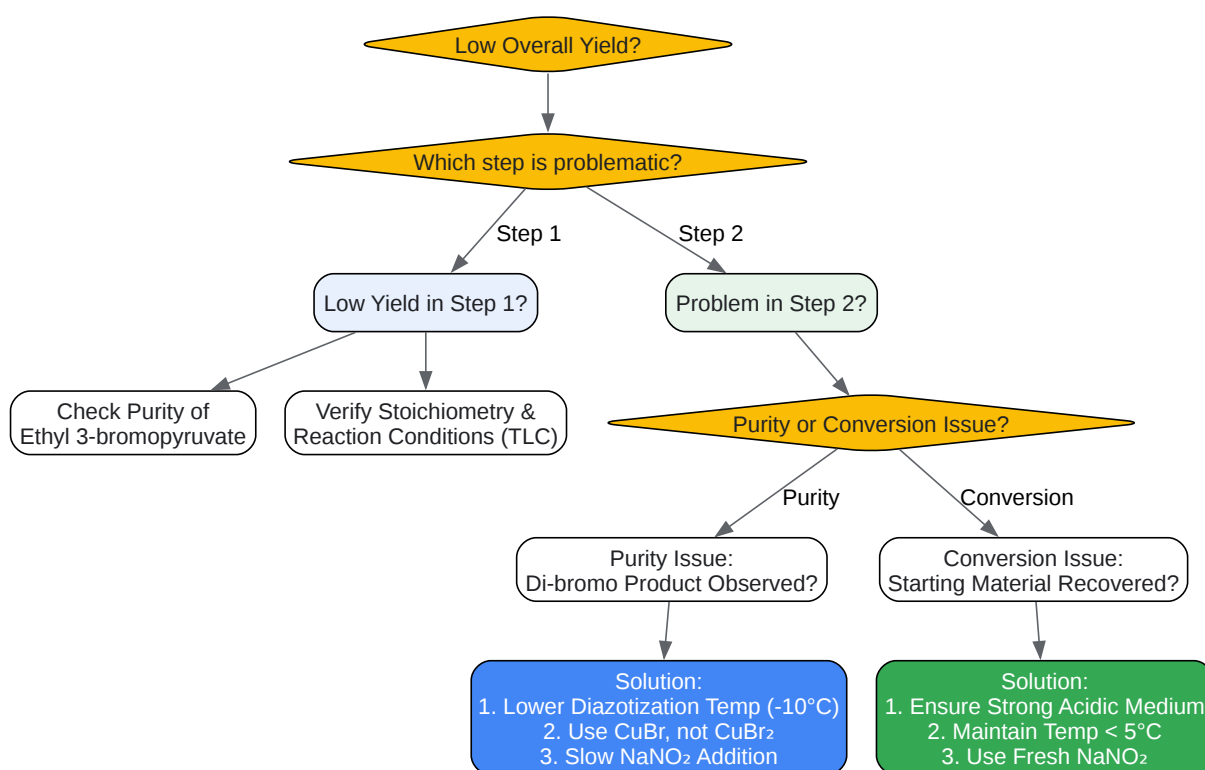 Low Overall Yield?
Which step is problematic?
Step 1
Step 2
Low Yield in Step 1?
Problem in Step 2?
Check Purity of
Ethyl 3-bromopyruvate
Verify Stoichiometry &
Reaction Conditions (TLC)
Purity or Conversion Issue?
Purity
Conversion
Purity Issue:
Di-bromo Product Observed?
Conversion Issue:
Starting Material Recovered?
Solution:
1. Lower Diazotization Temp (-10°C)
2. Use CuBr, not CuBr₂
3. Slow NaNO₂ Addition
Solution:
1. Ensure Strong Acidic Medium
2. Maintain Temp < 5°C
3. Use Fresh NaNO₂